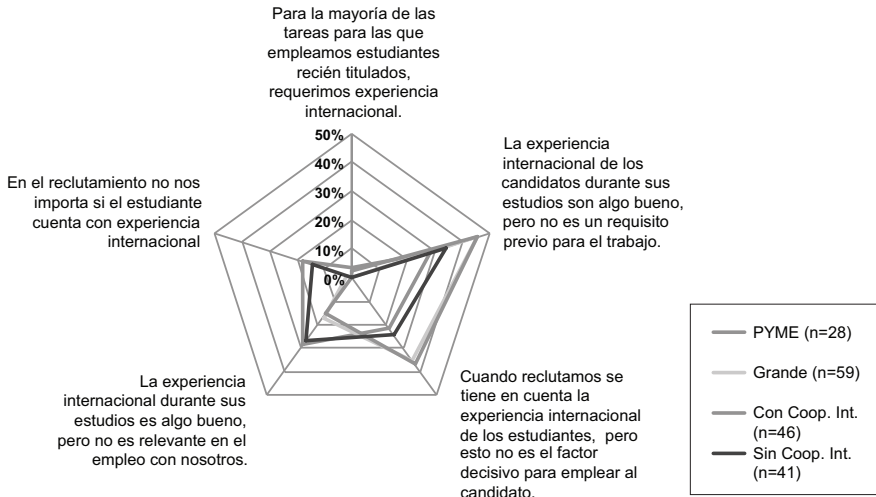 Para la mayoría de las
tareas para las que
empleamos estudiantes
recién titulados,
requerimos experiencia
internacional.
50%
40%
30%
20%
10%
0%
La experiencia
internacional de los
candidatos durante sus
estudios son algo bueno,
pero no es un requisito
previo para el trabajo.
En el reclutamiento no nos
importa si el estudiante
cuenta con experiencia
internacional
La experiencia
internacional durante sus
estudios es algo bueno,
pero no es relevante en el
empleo con nosotros.
Cuando reclutamos se
tiene en cuenta la
experiencia internacional
de los estudiantes, pero
esto no es el factor
decisivo para emplear al
candidato.
PYME (n=28)
Grande (n=59)
Con Coop. Int.
(n=46)
Sin Coop. Int.
(n=41)